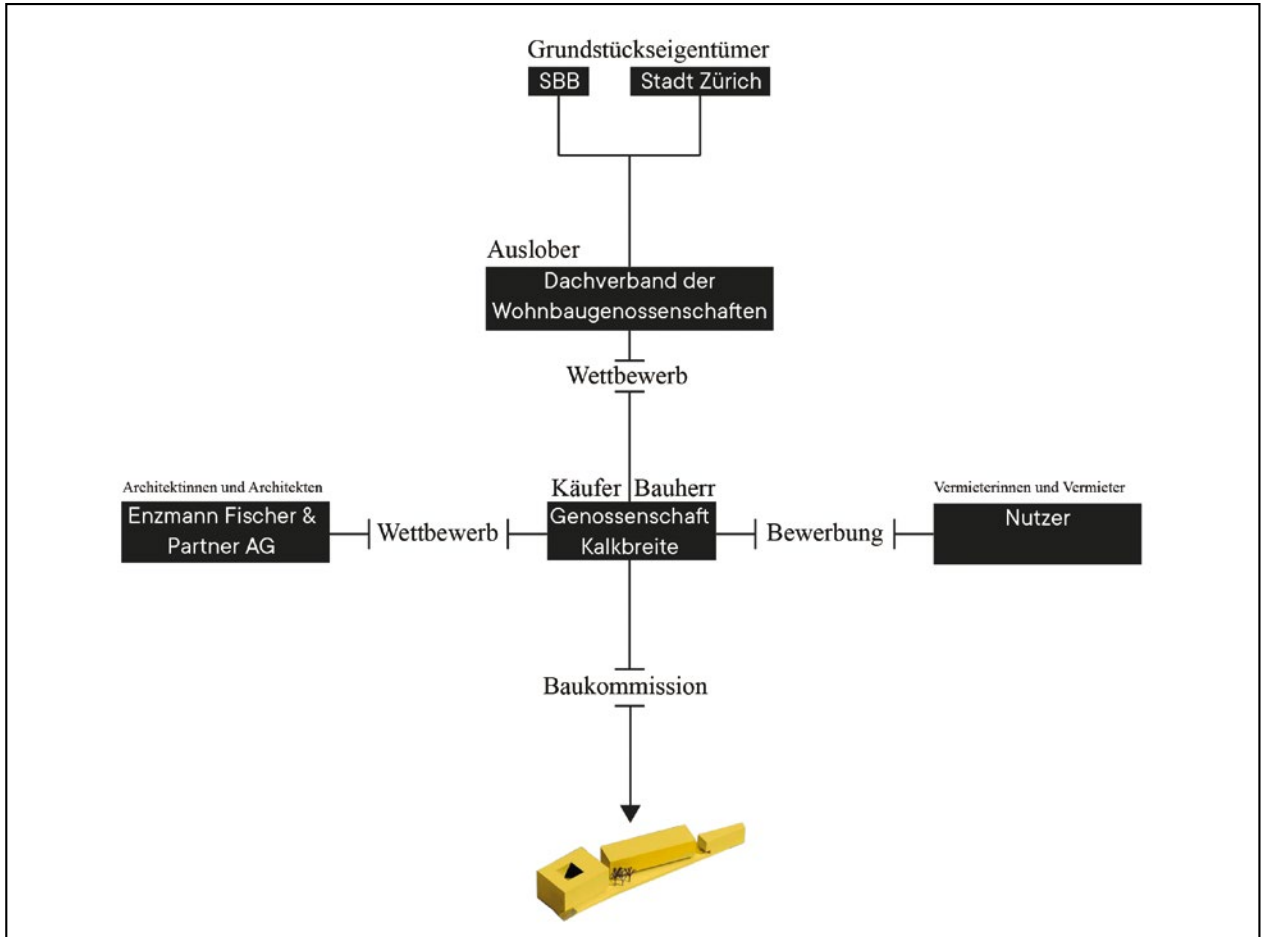 Grundstückseigentümer
SBB
Stadt Zürich
Auslober
Dachverband der
Wohnbaugenossenschaften
Wettbewerb
Architektinnen und Architekten
Enzmann Fischer &
Partner AG
Wettbewerb
Käufer Bauherr
Genossenschaft
Kalkbreite
Bewerbung
Vermieterinnen und Vermieter
Nutzer
Baukommission